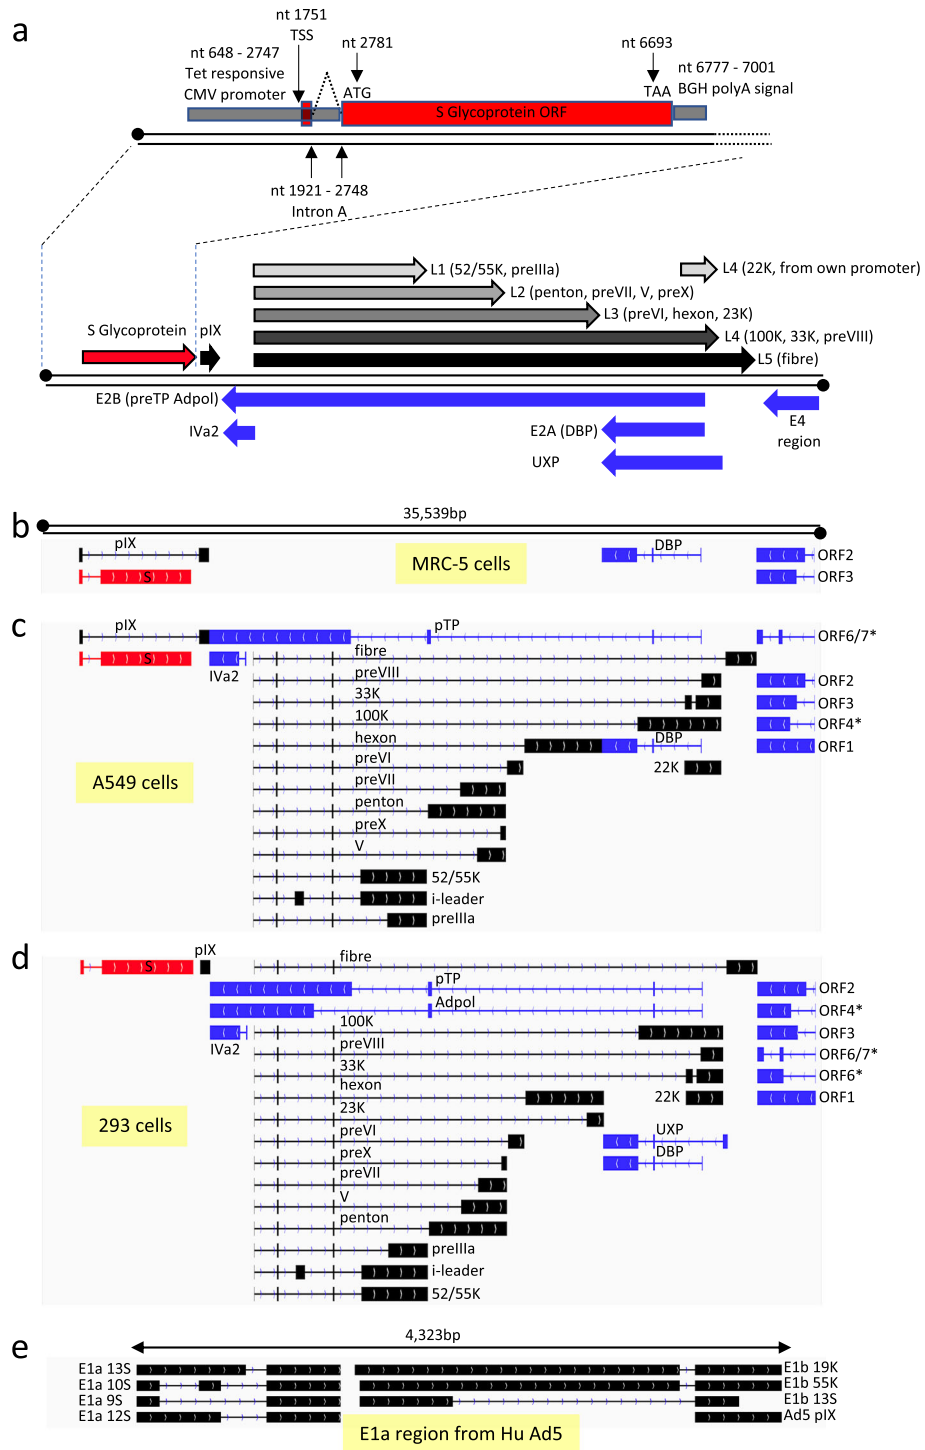 a
nt 1751
TSS
nt 648 - 2747
Tet responsive
CMV promoter
nt 2781
ATG
nt 6693
TAA
nt 6777 - 7001
BGH polyA signal
S Glycoprotein ORF
nt 1921 - 2748
Intron A
L1 (52/55K, preIIIa)
L4 (22K, from own promoter)
L2 (penton, preVII, V, preX)
L3 (preVI, hexon, 23K)
S Glycoprotein
pIX
L4 (100K, 33K, preVIII)
L5 (fibre)
E2B (preTP Adpol)
IVa2
E2A (DBP)
UXP
E4
region
b
35,539bp
pIX
MRC-5 cells
DBP
ORF2
S
ORF3
c
pIX
pTP
ORF6/7*
S
IVa2
fibre
preVIII
ORF2
33K
ORF3
100K
ORF4*
hexon
DBP
ORF1
preVI
22K
A549 cells
preVII
penton
preX
V
52/55K
i-leader
preIIIa
d
pIX
S
fibre
pTP
ORF2
Adpol
ORF4*
IVa2
100K
ORF3
preVIII
ORF6/7*
33K
ORF6*
hexon
22K
ORF1
293 cells
23K
preVI
UXP
preX
DBP
preVII
V
penton
preIIIa
i-leader
52/55K
e
4,323bp
E1a 13S
E1b 19K
E1a 10S
E1b 55K
E1a 9S
E1b 13S
E1a 12S
Ad5 pIX
E1a region from Hu Ad5